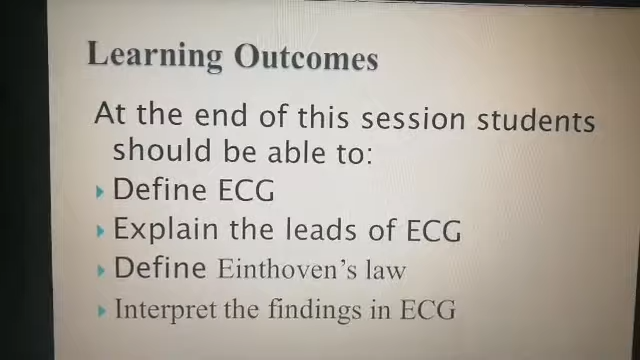 Learning Outcomes
At the end of this session students
should be able to:
Define ECG
Explain the leads of ECG
Define Einthoven's law
Interpret the findings in ECG